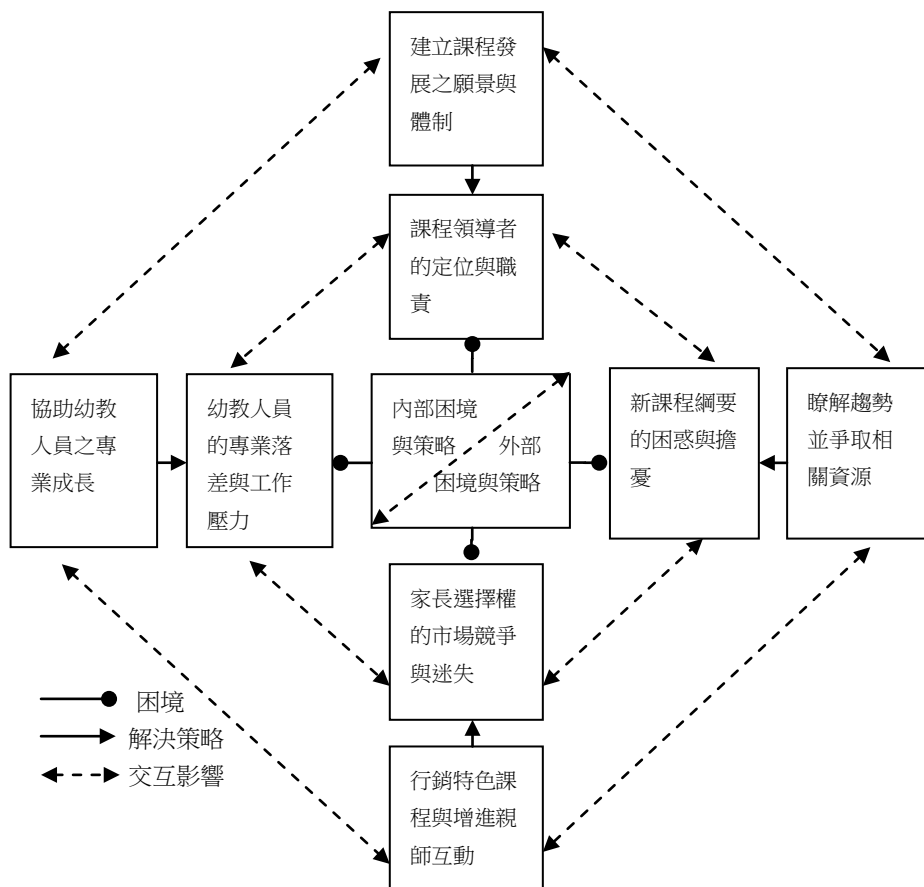 建立課程發
展之願景與
體制
課程領導者
的定位與職
責
協助幼教
人員之專
業成長
幼教人員
的專業落
差與工作
壓力
內部困境
與策略
外部
困境與策略
新課程綱要
的困惑與擔
憂
瞭解趨勢
並爭取相
關資源
家長選擇權
的市場競爭
與迷失
困境
解決策略
交互影響
行銷特色課
程與增進親
師互動